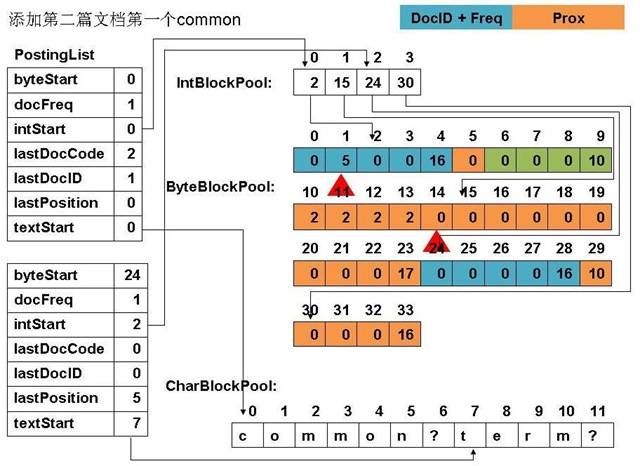 添加第二篇文档第一个common
DocID + Freq Prox
PostingList
byteStart 0
docFreq 1
intStart 0
lastDocCode 2
lastDocID 1
lastPosition 0
textStart 0
byteStart 24
docFreq 1
intStart 2
lastDocCode 0
lastDocID 0
lastPosition 5
textStart 7
0 1 2 3
IntBlockPool: 2 15 24 30
0 1 2 3 4 5 6 7 8 9
0 5 0 0 16 0 0 0 0 10
ByteBlockPool:
10 11 12 13 14 15 16 17 18 19
2 2 2 2 0 0 0 0 0 0
20 21 22 23 24 25 26 27 28 29
0 0 0 17 0 0 0 0 16 10
30 31 32 33
0 0 0 16
CharBlockPool:
0 1 2 3 4 5 6 7 8 9 10 11
c o m m o n ? t e r m ?